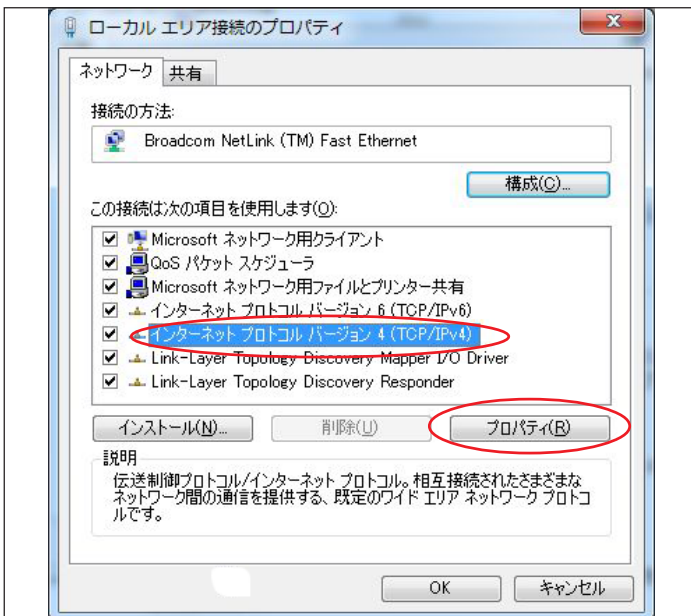 ローカル エリア接続のプロパティ
ネットワーク 共有
接続の方法:
Broadcom NetLink (TM) Fast Ethernet
構成(C)...
この接続は次の項目を使用します(O):
Microsoft ネットワーク用クライアント
QoS パケット スケジューラ
Microsoft ネットワーク用ファイルとプリンター共有
インターネット プロトコル バージョン 6 (TCP/IPv6)
インターネット プロトコル バージョン 4 (TCP/IPv4)
Link-Layer Topology Discovery Mapper I/O Driver
Link-Layer Topology Discovery Responder
インストール(N)... 削除(U) プロパティ(R)
説明
伝送制御プロトコル/インターネット プロトコル。相互接続されたさまざまな
ネットワーク間の通信を提供する、既定のワイド エリア ネットワーク プロトコ
ルです。
OK キャンセル